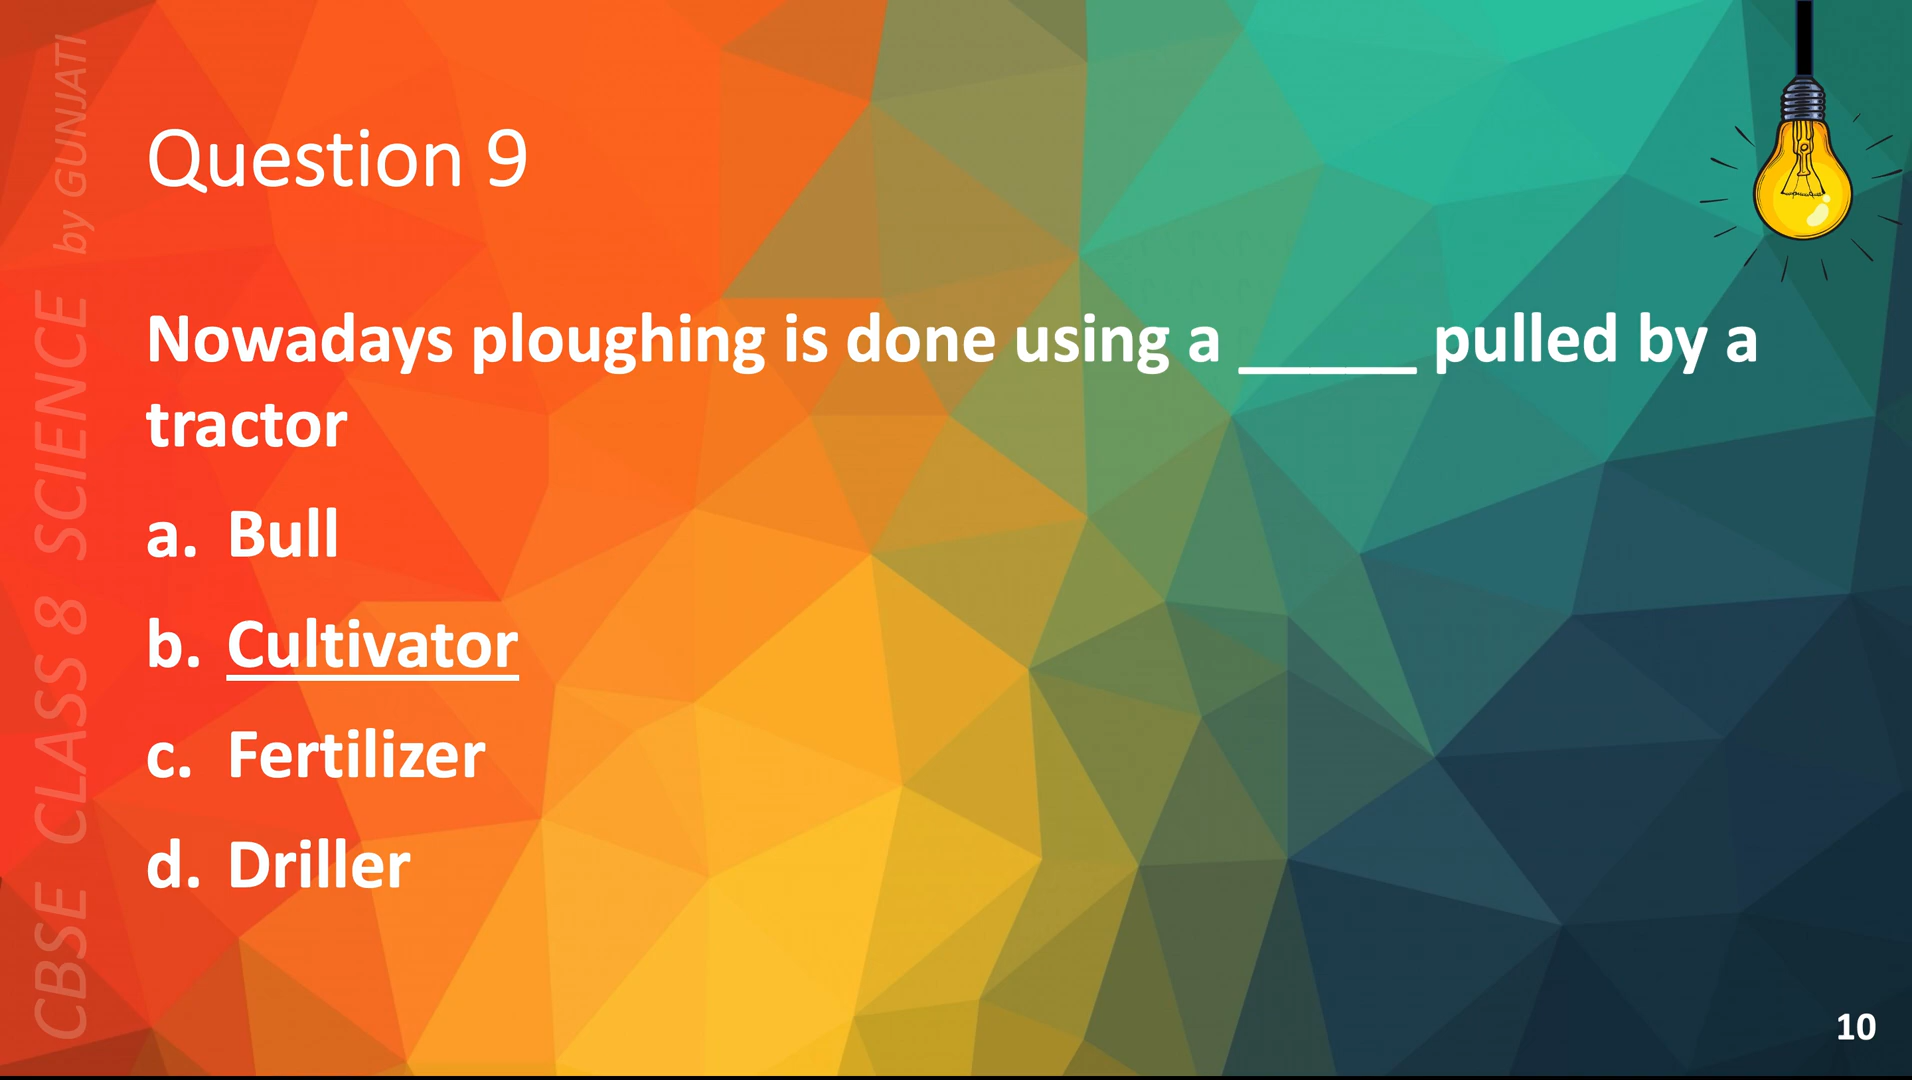 Question 9
Nowadays ploughing is done using a _____ pulled by a
tractor
a. Bull
b. Cultivator
c. Fertilizer
d. Driller
CBSE CLASS 8 SCIENCE by GUNJATI
10